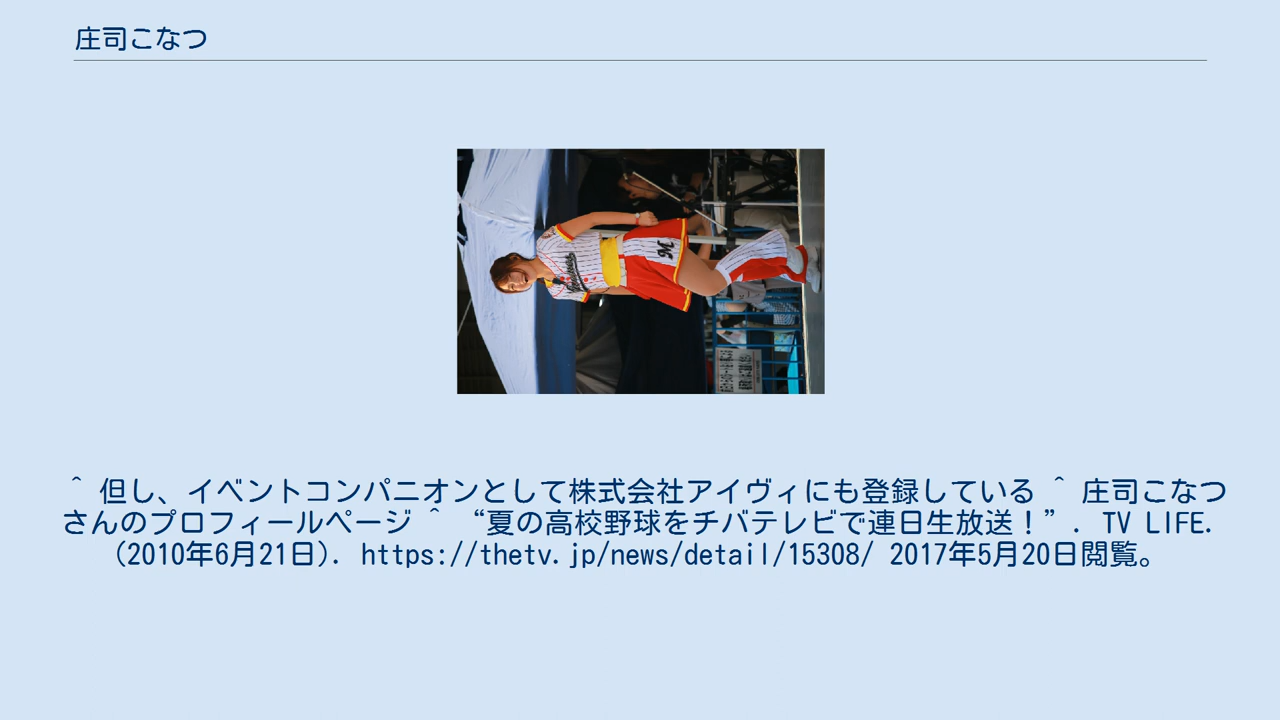 庄司こなつ
M
^ 但し、イベントコンパニオンとして株式会社アイヴィにも登録している ^ 庄司こなつ
さんのプロフィールページ ^ “夏の高校野球をチバテレビで連日生放送！”. TV LIFE.
(2010年6月21日). https://thetv.jp/news/detail/15308/ 2017年5月20日閲覧。